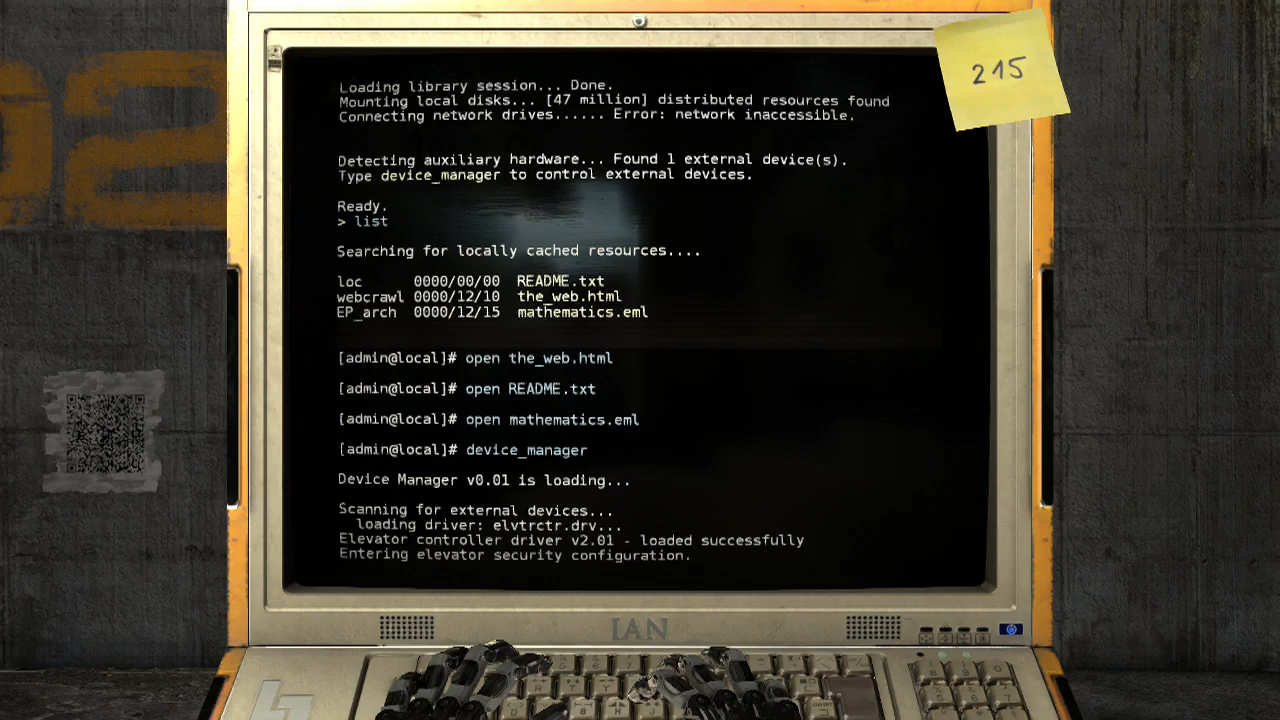 02
215
Loading library session... Done.
Mounting local disks... [47 million] distributed resources found
Connecting network drives...... Error: network inaccessible.
Detecting auxiliary hardware... Found 1 external device(s).
Type device_manager to control external devices.
Ready.
> list
Searching for locally cached resources....
loc 0000/00/00 README.txt
webcrawl 0000/12/10 the_web.html
EP_arch 0000/12/15 mathematics.eml
[admin@local]# open the_web.html
[admin@local]# open README.txt
[admin@local]# open mathematics.eml
[admin@local]# device_manager
Device Manager v0.01 is loading...
Scanning for external devices...
loading driver: elvtrctr.drv...
Elevator controller driver v2.01 - loaded successfully
Entering elevator security configuration.
IAN